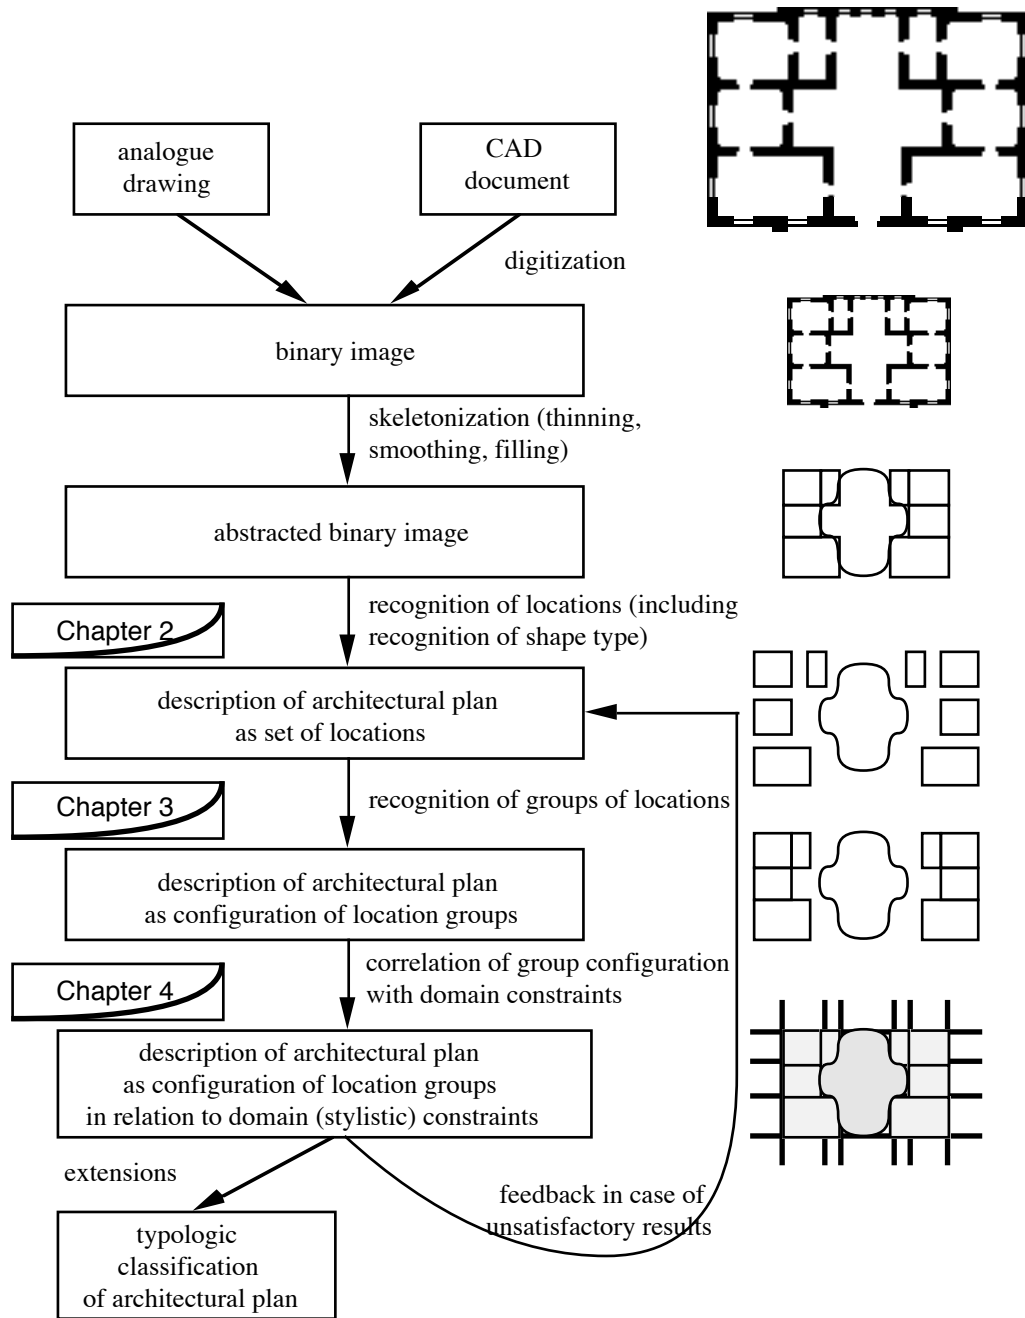 analogue
drawing
CAD
document
digitization
binary image
skeletonization (thinning,
smoothing, filling)
abstracted binary image
Chapter 2
recognition of locations (including
recognition of shape type)
description of architectural plan
as set of locations
Chapter 3
recognition of groups of locations
description of architectural plan
as configuration of location groups
Chapter 4
correlation of group configuration
with domain constraints
description of architectural plan
as configuration of location groups
in relation to domain (stylistic) constraints
extensions
feedback in case of
unsatisfactory results
typologic
classification
of architectural plan